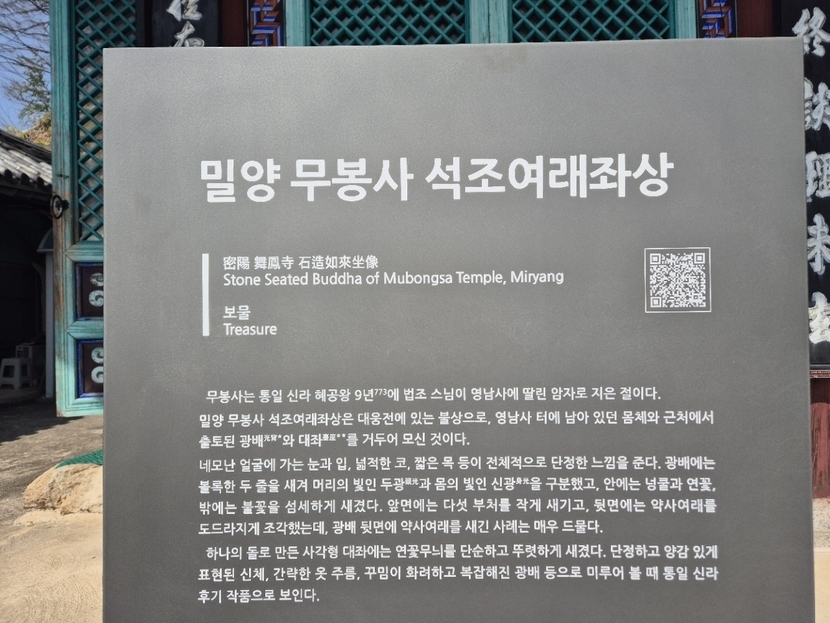 밀양 무봉사 석조여래좌상
密陽 舞鳳寺 石造如來坐像
Stone Seated Buddha of Mubongsa Temple, Miryang
보물
Treasure
무봉사는 통일 신라 혜공왕 9년773에 법조 스님이 영남사에 딸린 암자로 지은 절이다.
밀양 무봉사 석조여래좌상은 대웅전에 있는 불상으로, 영남사 터에 남아 있던 몸체와 근처에서
출토된 광배光背*와 대좌臺座**를 거두어 모신 것이다.
네모난 얼굴에 가는 눈과 입, 넓적한 코, 짧은 목 등이 전체적으로 단정한 느낌을 준다. 광배에는
볼록한 두 줄을 새겨 머리의 빛인 두광頭光과 몸의 빛인 신광身光을 구분했고, 안에는 넝쿨과 연꽃,
밖에는 불꽃을 섬세하게 새겼다. 앞면에는 다섯 부처를 작게 새기고, 뒷면에는 약사여래를
도드라지게 조각했는데, 광배 뒷면에 약사여래를 새긴 사례는 매우 드물다.
하나의 돌로 만든 사각형 대좌에는 연꽃무늬를 단순하고 뚜렷하게 새겼다. 단정하고 양감 있게
표현된 신체, 간략한 옷 주름, 꾸밈이 화려하고 복잡해진 광배 등으로 미루어 볼 때 통일 신라
후기 작품으로 보인다.